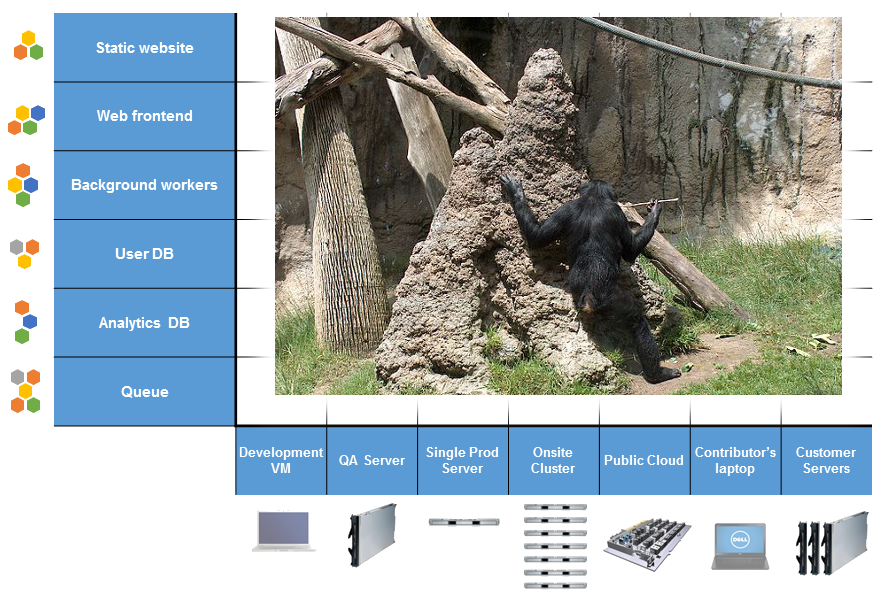 Static website
Web frontend
Background workers
User DB
Analytics DB
Queue
Development
VM
QA Server
Single Prod
Server
Onsite
Cluster
Public Cloud
Contributor's
laptop
Customer
Servers
DELL